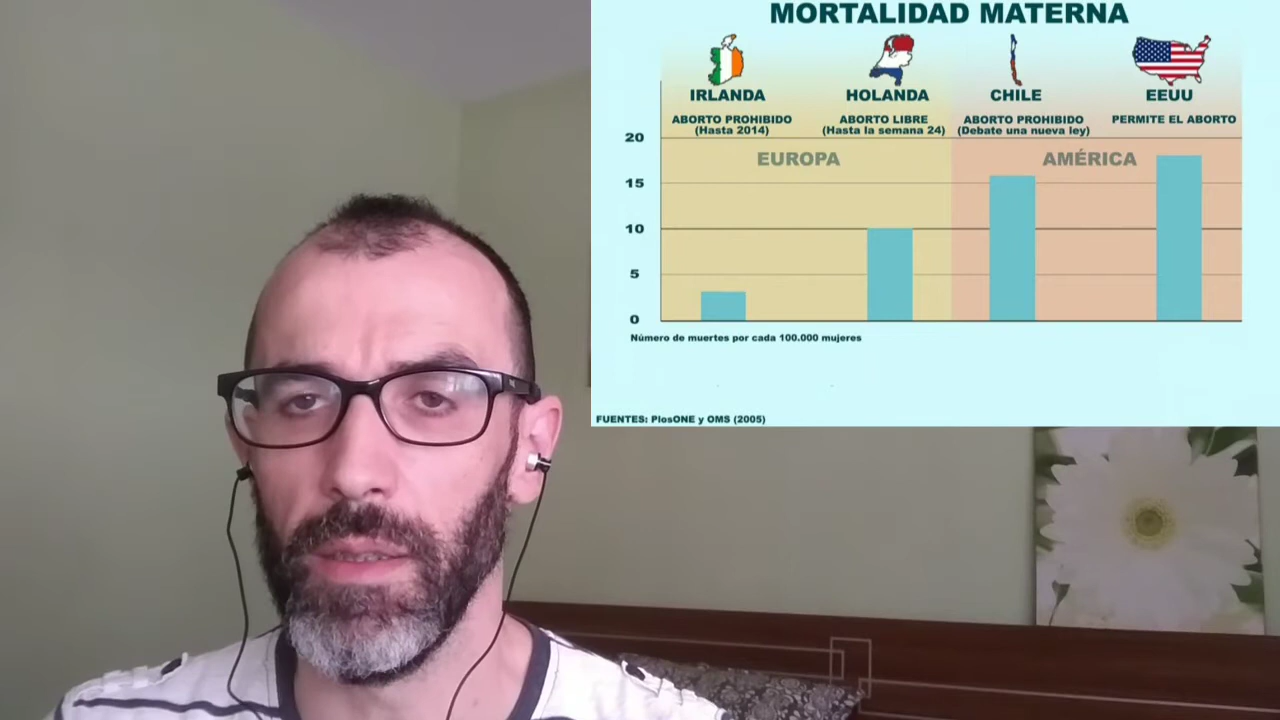 MORTALIDAD MATERNA
IRLANDA
HOLANDA
CHILE
EEUU
ABORTO PROHIBIDO
(Hasta 2014)
ABORTO LIBRE
(Hasta la semana 24)
ABORTO PROHIBIDO
(Debate una nueva ley)
PERMITE EL ABORTO
EUROPA
AMÉRICA
20
15
10
5
0
Número de muertes por cada 100.000 mujeres
FUENTES: PlosONE y OMS (2005)